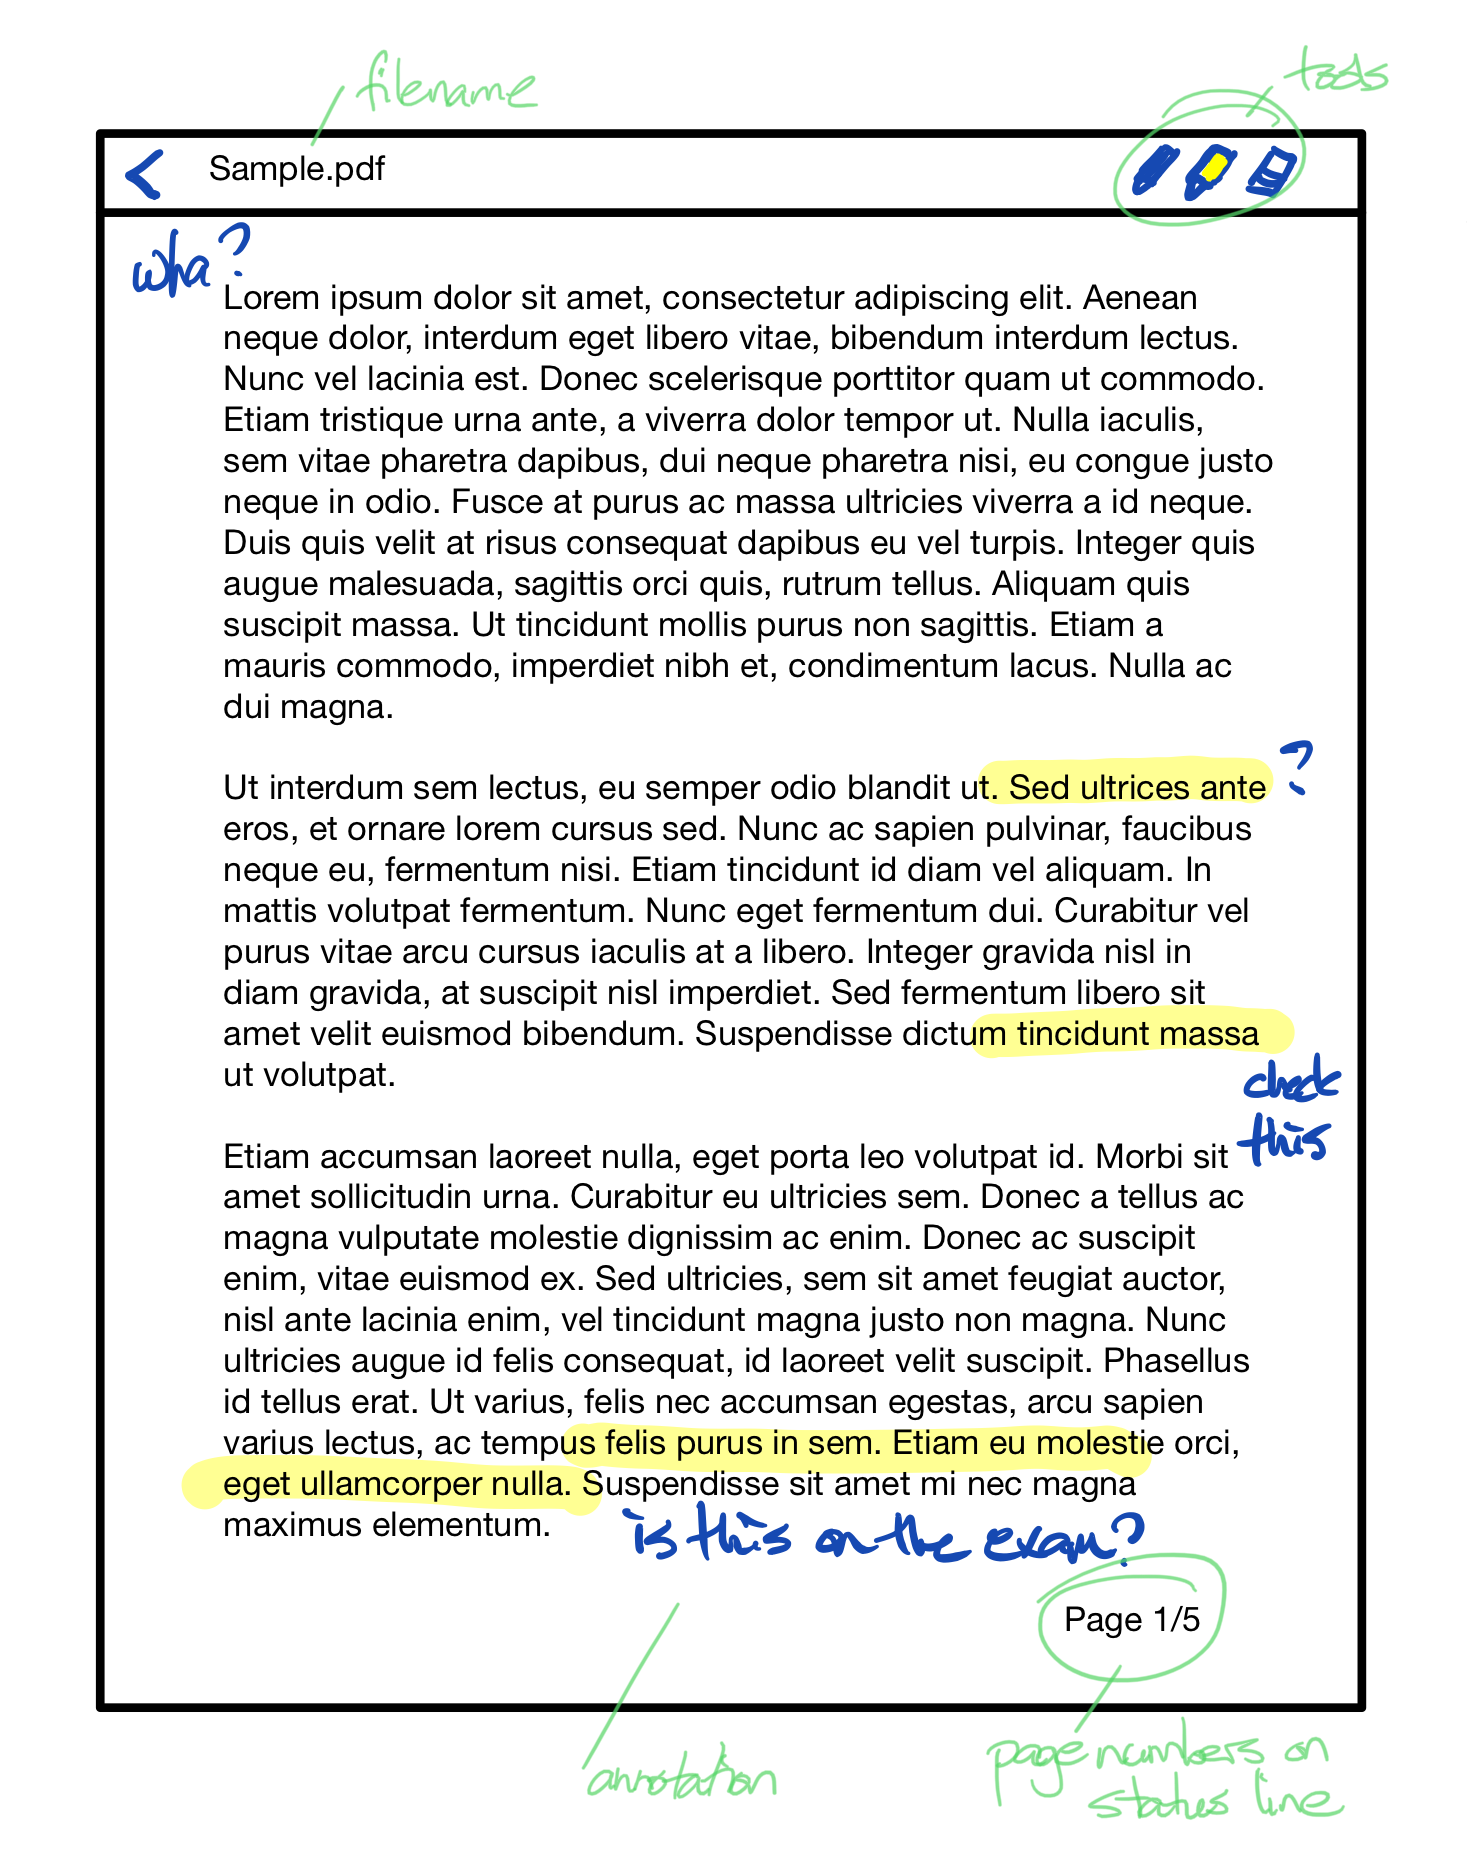 filename
tools
Sample.pdf
wha?
Lorem ipsum dolor sit amet, consectetur adipiscing elit. Aenean
neque dolor, interdum eget libero vitae, bibendum interdum lectus.
Nunc vel lacinia est. Donec scelerisque porttitor quam ut commodo.
Etiam tristique urna ante, a viverra dolor tempor ut. Nulla iaculis,
sem vitae pharetra dapibus, dui neque pharetra nisi, eu congue justo
neque in odio. Fusce at purus ac massa ultricies viverra a id neque.
Duis quis velit at risus consequat dapibus eu vel turpis. Integer quis
augue malesuada, sagittis orci quis, rutrum tellus. Aliquam quis
suscipit massa. Ut tincidunt mollis purus non sagittis. Etiam a
mauris commodo, imperdiet nibh et, condimentum lacus. Nulla ac
dui magna.
Ut interdum sem lectus, eu semper odio blandit ut. Sed ultrices ante
?
eros, et ornare lorem cursus sed. Nunc ac sapien pulvinar, faucibus
neque eu, fermentum nisi. Etiam tincidunt id diam vel aliquam. In
mattis volutpat fermentum. Nunc eget fermentum dui. Curabitur vel
purus vitae arcu cursus iaculis at a libero. Integer gravida nisl in
diam gravida, at suscipit nisl imperdiet. Sed fermentum libero sit
amet velit euismod bibendum. Suspendisse dictum tincidunt massa
ut volutpat.
check
this
Etiam accumsan laoreet nulla, eget porta leo volutpat id. Morbi sit
amet sollicitudin urna. Curabitur eu ultricies sem. Donec a tellus ac
magna vulputate molestie dignissim ac enim. Donec ac suscipit
enim, vitae euismod ex. Sed ultricies, sem sit amet feugiat auctor,
nisl ante lacinia enim, vel tincidunt magna justo non magna. Nunc
ultricies augue id felis consequat, id laoreet velit suscipit. Phasellus
id tellus erat. Ut varius, felis nec accumsan egestas, arcu sapien
varius lectus, ac tempus felis purus in sem. Etiam eu molestie orci,
eget ullamcorper nulla. Suspendisse sit amet mi nec magna
maximus elementum.
is this on the exam?
Page 1/5
annotation
page numbers on
status line